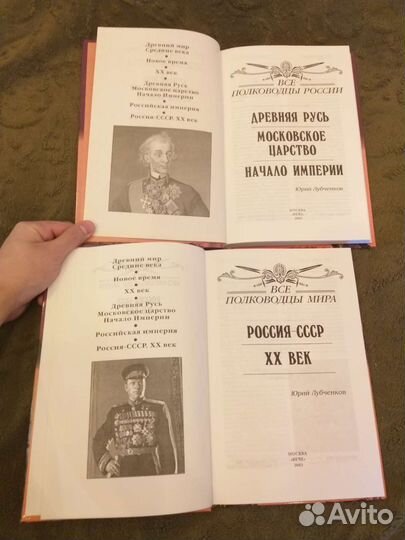 Древний мир
Средние века
Новое время
XX век
Древняя Русь
Московское царство
Начало Империи
Российская империя
Россия-СССР, XX век
ВСЕ
ПОЛКОВОДЦЫ РОССИИ
ДРЕВНЯЯ РУСЬ
МОСКОВСКОЕ
ЦАРСТВО
НАЧАЛО ИМПЕРИИ
Юрий Лубченков
МОСКВА
«ВЕЧЕ»
Древний мир
Средние века
Новое время
XX век
Древняя Русь
Московское царство
Начало Империи
Российская империя
Россия-СССР, XX век
ВСЕ
ПОЛКОВОДЦЫ МИРА
РОССИЯ-СССР
XX ВЕК
Юрий Лубченков
МОСКВА
«ВЕЧЕ»
Avito